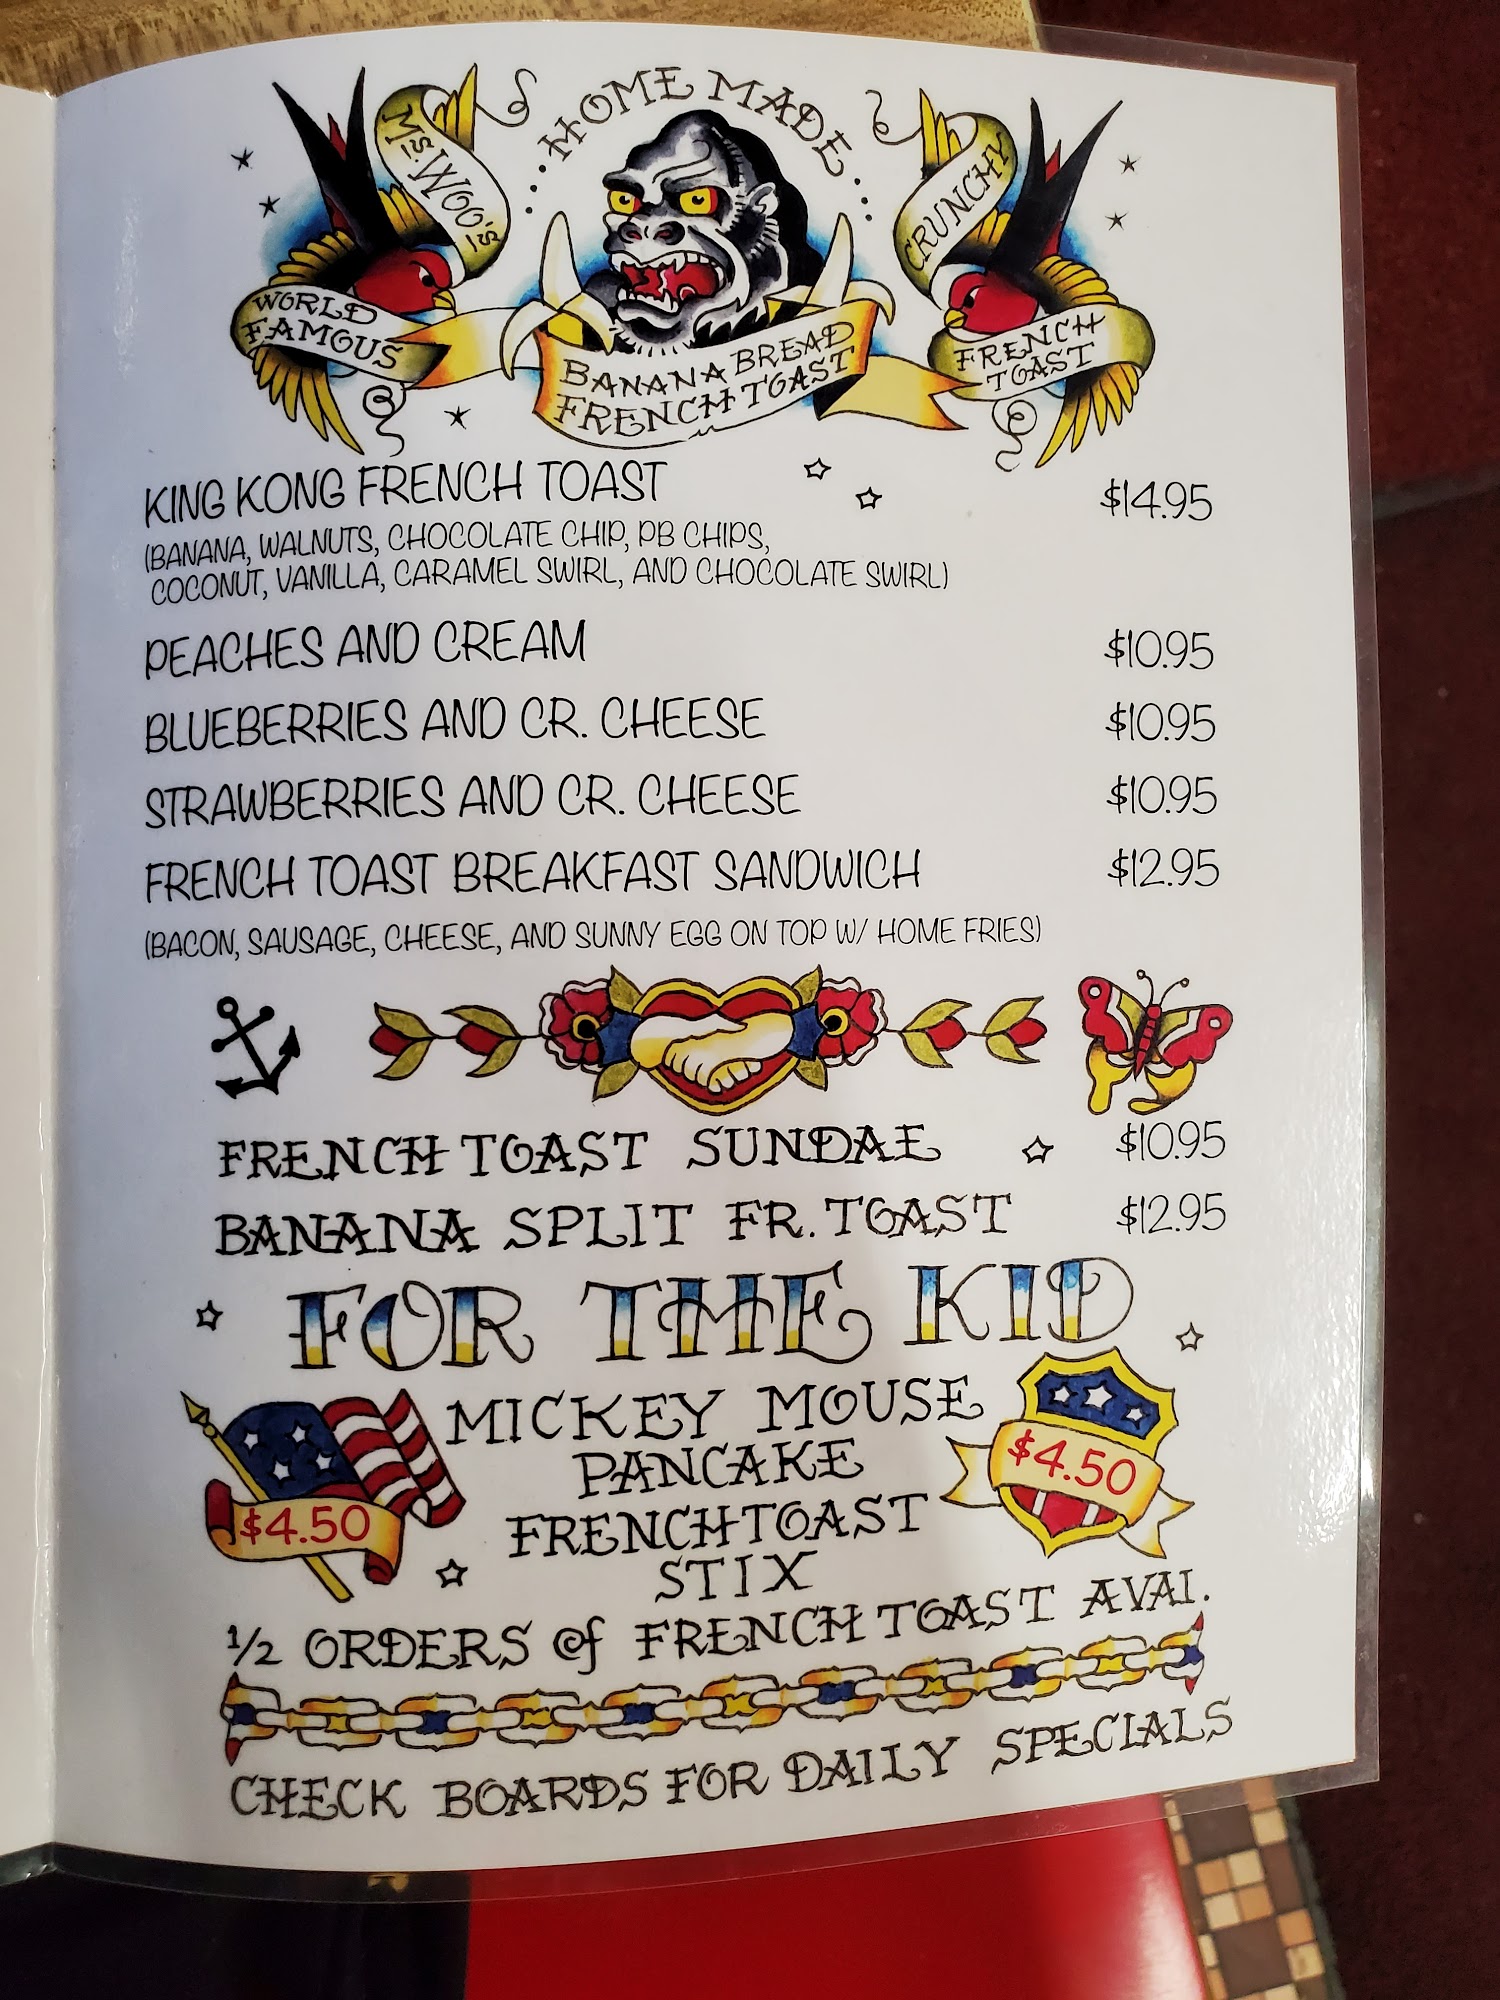 HOME MADE
Ms WOO's
CRUNCHY
WORLD
FAMOUS
BANANA BREAD
FRENCH TOAST
FRENCH
TOAST
KING KONG FRENCH TOAST $14.95
(BANANA, WALNUTS, CHOCOLATE CHIP, PB CHIPS,
COCONUT, VANILLA, CARAMEL SWIRL, AND CHOCOLATE SWIRL)
PEACHES AND CREAM $10.95
BLUEBERRIES AND CR. CHEESE $10.95
STRAWBERRIES AND CR. CHEESE $10.95
FRENCH TOAST BREAKFAST SANDWICH $12.95
(BACON, SAUSAGE, CHEESE, AND SUNNY EGG ON TOP W/ HOME FRIES)
FRENCH TOAST SUNDAE $10.95
BANANA SPLIT FR. TOAST $12.95
FOR THE KID
MICKEY MOUSE
PANCAKE
$4.50
$4.50
FRENCH TOAST
STIX
1/2 ORDERS of FRENCH TOAST AVAI.
CHECK BOARDS FOR DAILY SPECIALS